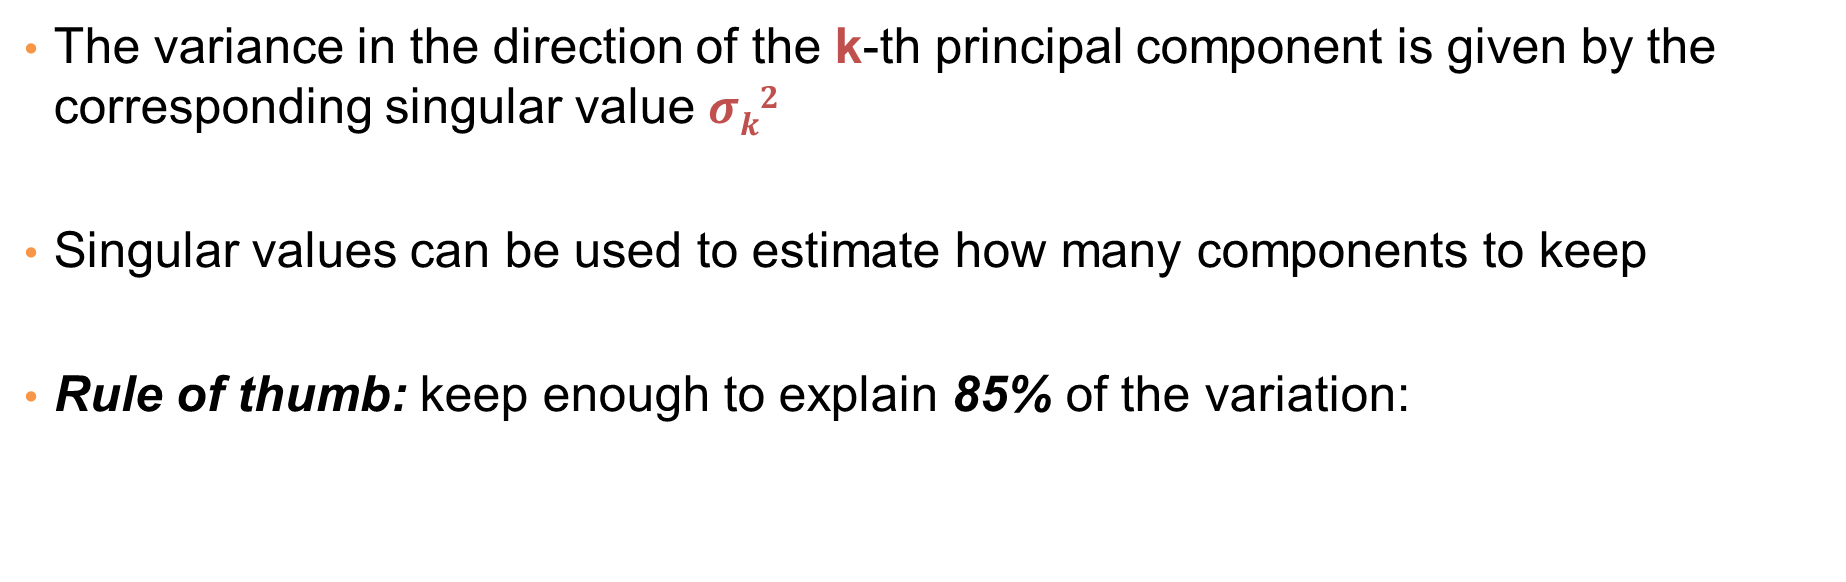 • The variance in the direction of the k-th principal component is given by the
corresponding singular value σₖ²
• Singular values can be used to estimate how many components to keep
• Rule of thumb: keep enough to explain 85% of the variation: